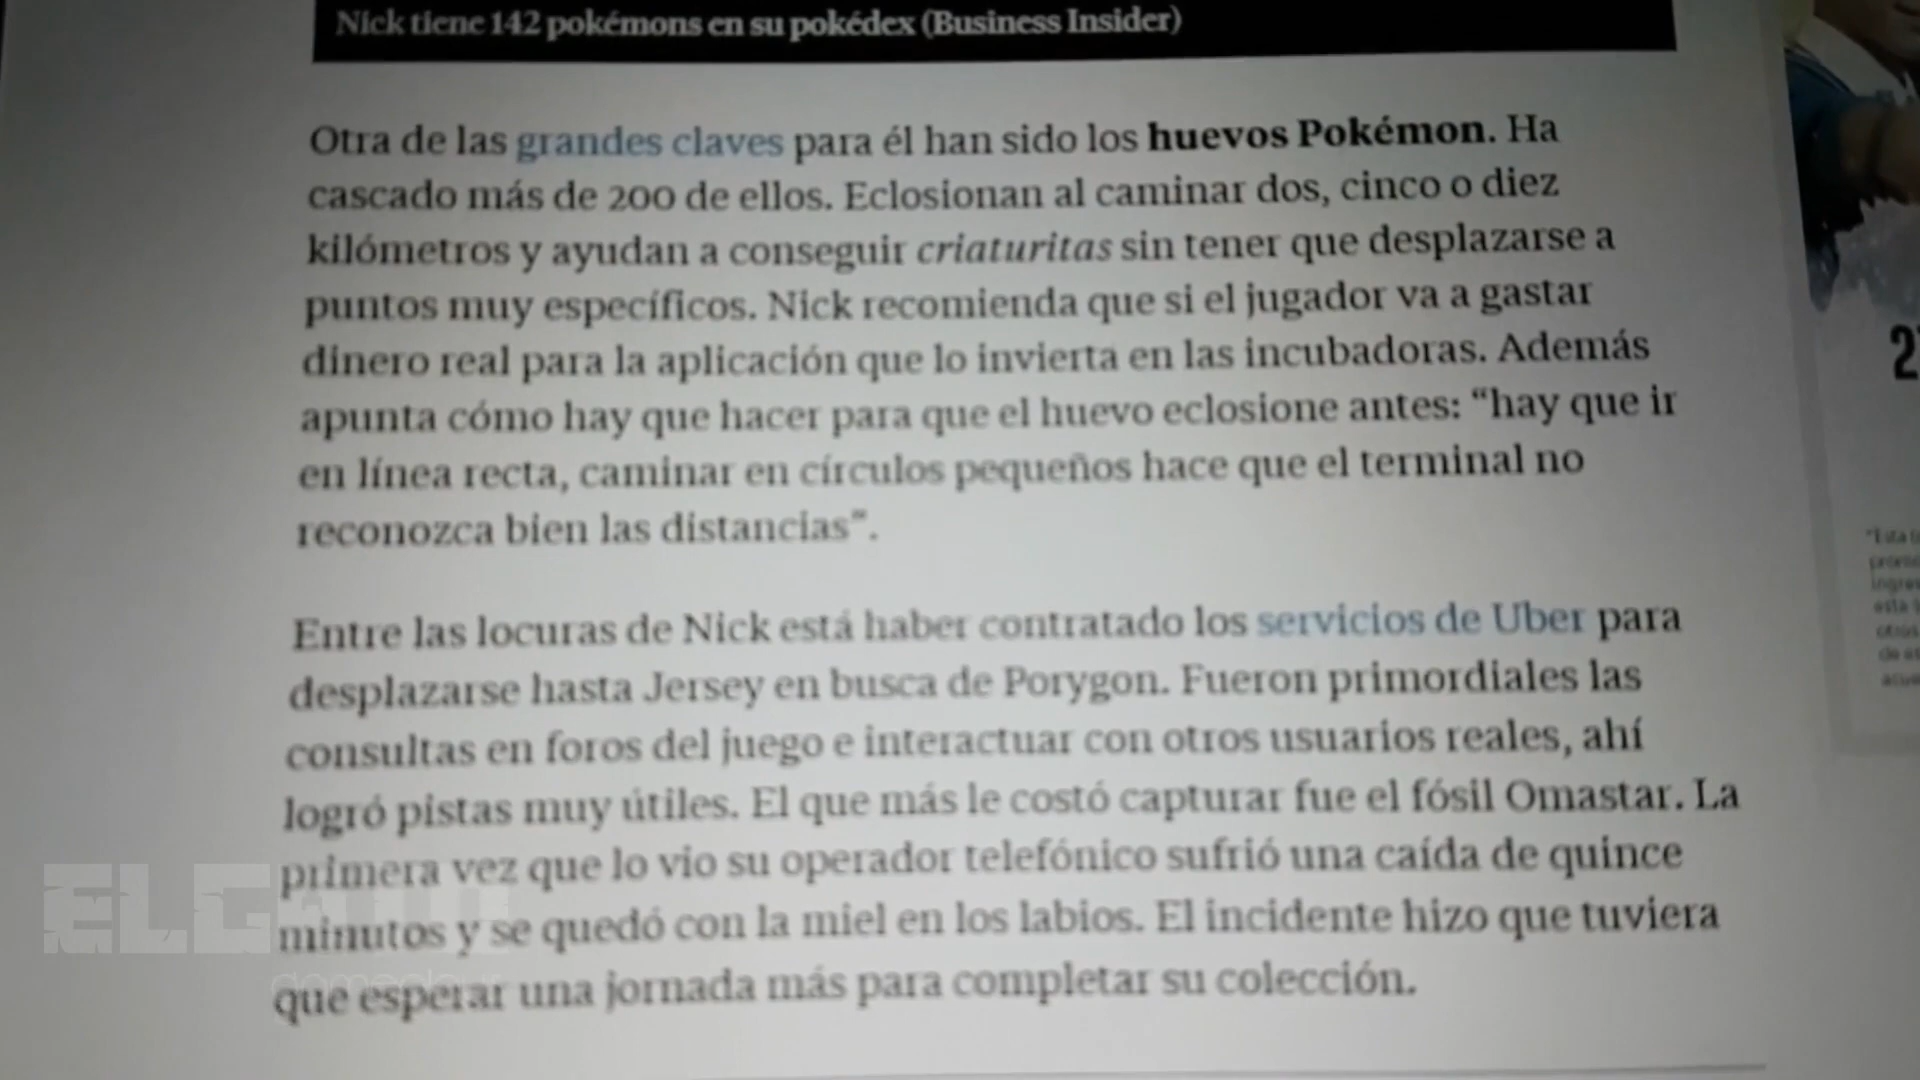 Nick tiene 142 pokémons en su pokédex (Business Insider)
Otra de las grandes claves para él han sido los huevos Pokémon. Ha
cascado más de 200 de ellos. Eclosionan al caminar dos, cinco o diez
kilómetros y ayudan a conseguir criaturitas sin tener que desplazarse a
puntos muy específicos. Nick recomienda que si el jugador va a gastar
dinero real para la aplicación que lo invierta en las incubadoras. Además
apunta cómo hay que hacer para que el huevo eclosione antes: “hay que ir
en línea recta, caminar en círculos pequeños hace que el terminal no
reconozca bien las distancias”.
Entre las locuras de Nick está haber contratado los servicios de Uber para
desplazarse hasta Jersey en busca de Porygon. Fueron primordiales las
consultas en foros del juego e interactuar con otros usuarios reales, ahí
logró pistas muy útiles. El que más le costó capturar fue el fósil Omastar. La
primera vez que lo vio su operador telefónico sufrió una caída de quince
minutos y se quedó con la miel en los labios. El incidente hizo que tuviera
que esperar una jornada más para completar su colección.